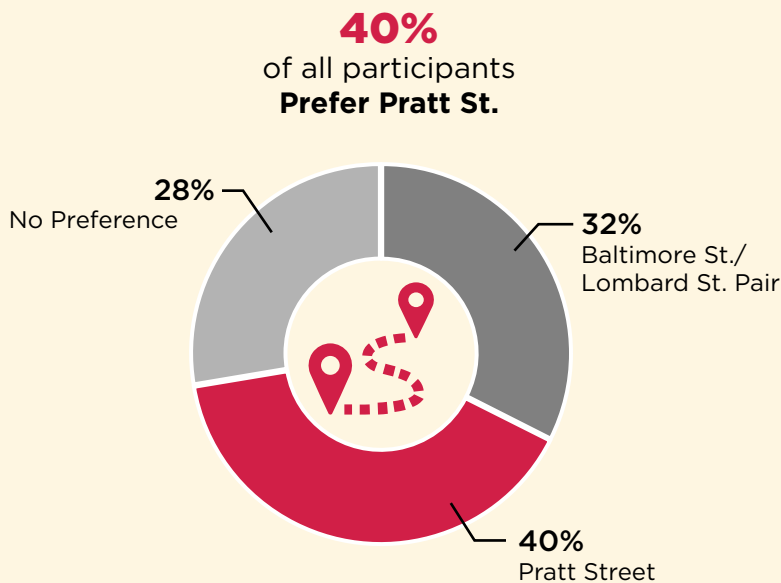 40%
of all participants
Prefer Pratt St.
28%
No Preference
32%
Baltimore St./
Lombard St. Pair
40%
Pratt Street